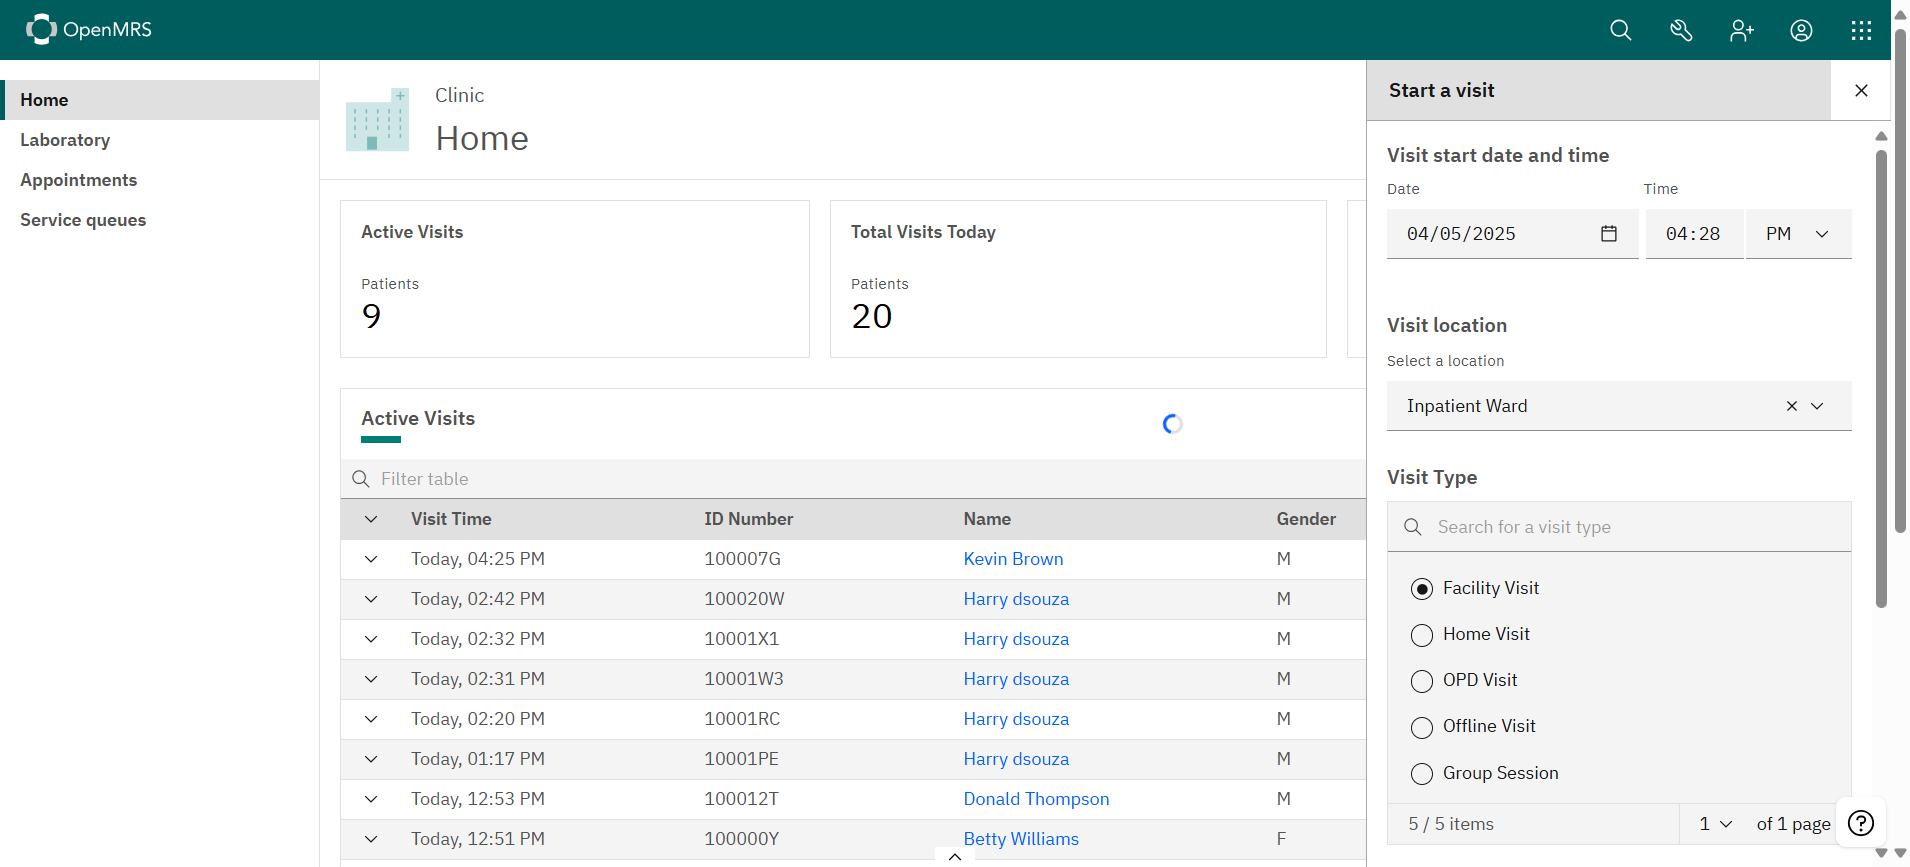 OpenMRS
Home
Laboratory
Appointments
Service queues
Clinic
Home
Active Visits
Patients
9
Total Visits Today
Patients
20
Active Visits
Filter table
Visit Time ID Number Name Gender
Today, 04:25 PM 100007G Kevin Brown M
Today, 02:42 PM 100020W Harry dsouza M
Today, 02:32 PM 10001X1 Harry dsouza M
Today, 02:31 PM 10001W3 Harry dsouza M
Today, 02:20 PM 10001RC Harry dsouza M
Today, 01:17 PM 10001PE Harry dsouza M
Today, 12:53 PM 100012T Donald Thompson M
Today, 12:51 PM 100000Y Betty Williams F
Start a visit
Visit start date and time
Date Time
04/05/2025 04:28 PM
Visit location
Select a location
Inpatient Ward
Visit Type
Search for a visit type
Facility Visit
Home Visit
OPD Visit
Offline Visit
Group Session
5 / 5 items 1 of 1 page